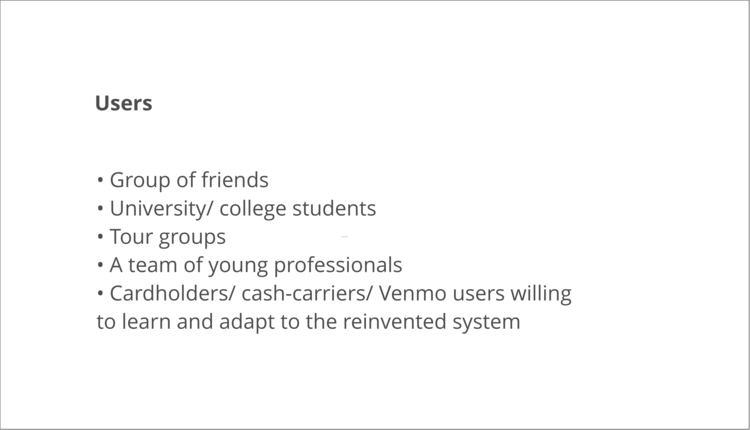 Users
• Group of friends
• University/ college students
• Tour groups
• A team of young professionals
• Cardholders/ cash-carriers/ Venmo users willing
to learn and adapt to the reinvented system